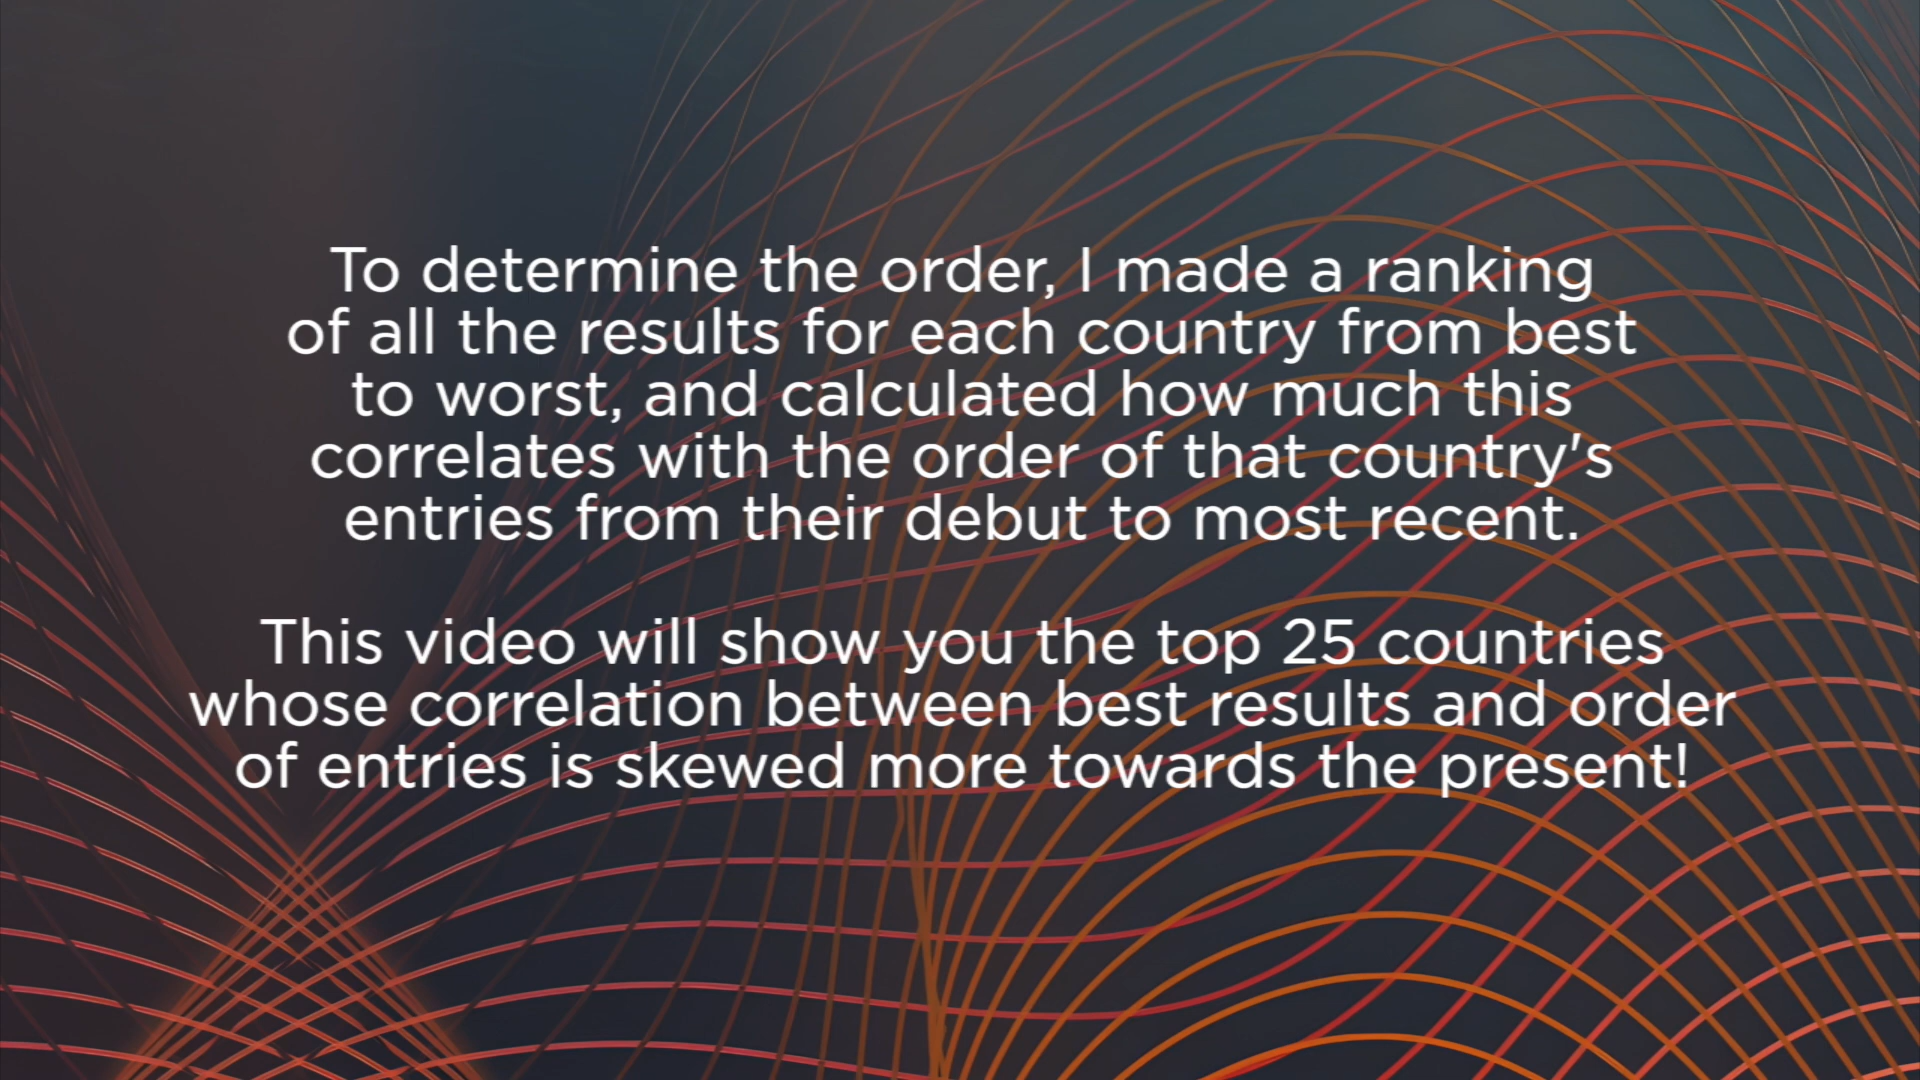 To determine the order, I made a ranking
of all the results for each country from best
to worst, and calculated how much this
correlates with the order of that country's
entries from their debut to most recent.
This video will show you the top 25 countries
whose correlation between best results and order
of entries is skewed more towards the present!